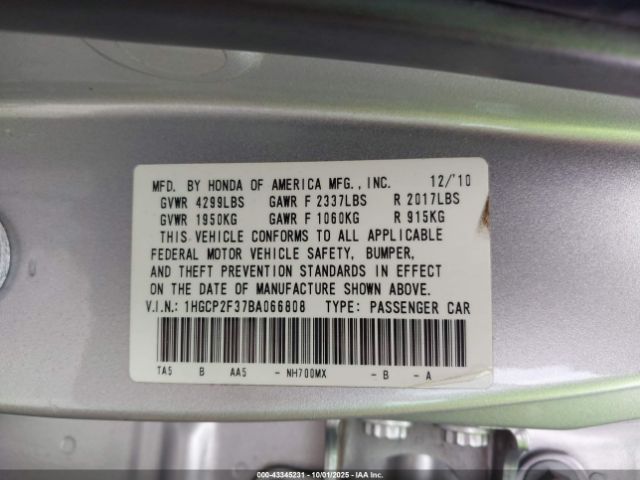 MFD. BY HONDA OF AMERICA MFG., INC. 12/'10
GVWR 4299LBS GAWR F 2337LBS R 2017LBS
GVWR 1950KG GAWR F 1060KG R 915KG
THIS VEHICLE CONFORMS TO ALL APPLICABLE
FEDERAL MOTOR VEHICLE SAFETY, BUMPER,
AND THEFT PREVENTION STANDARDS IN EFFECT
ON THE DATE OF MANUFACTURE SHOWN ABOVE.
V.I.N.: 1HGCP2F37BA066808 TYPE: PASSENGER CAR
TA5 B AA5 - NH700MX - B - A
000-43345231 - 10/01/2025 - IAA Inc.